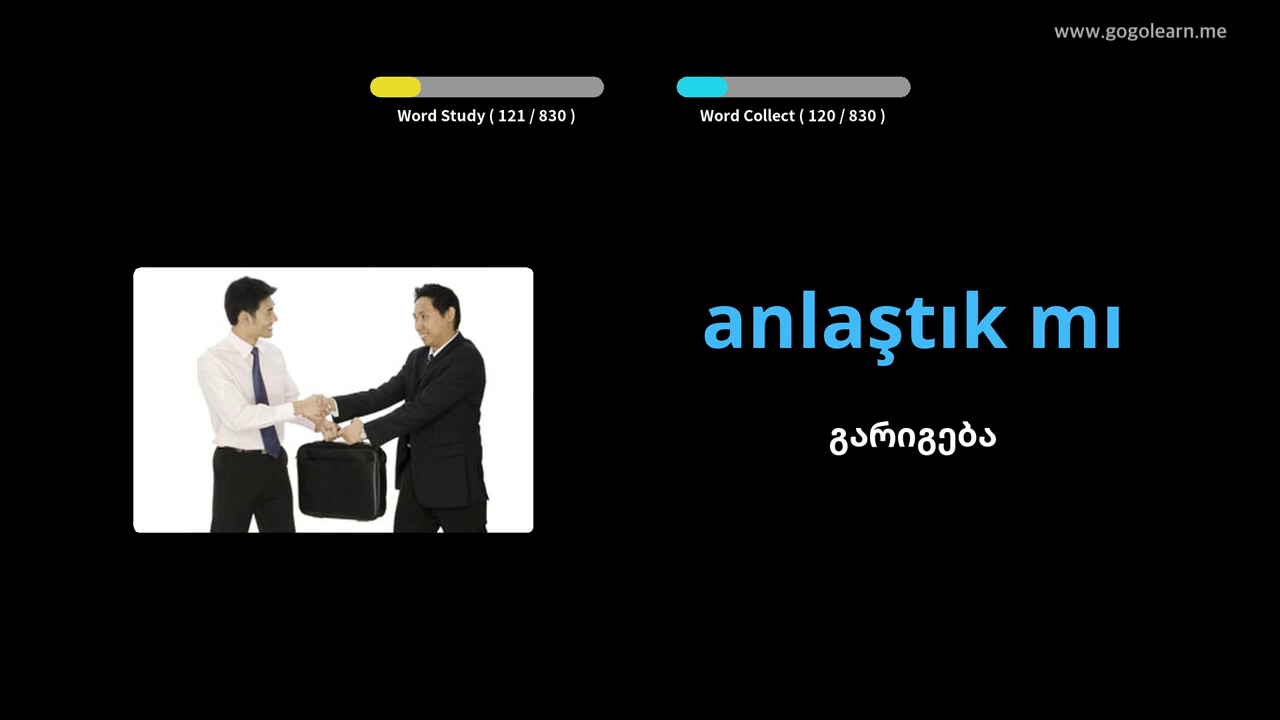 www.gogolearn.me
Word Study ( 121 / 830 )
Word Collect ( 120 / 830 )
anlaştık mı
გარიგება